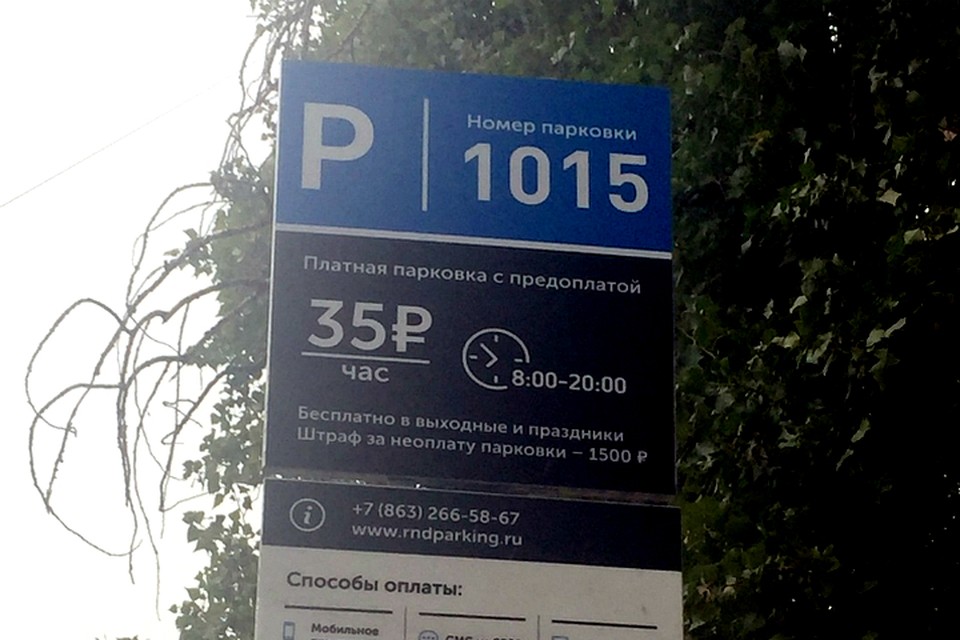 P
Номер парковки
1015
Платная парковка с предоплатой
35₽
час
8:00–20:00
Бесплатно в выходные и праздники
Штраф за неоплату парковки – 1500 ₽
i
+7 (863) 266-58-67
www.rndparking.ru
Способы оплаты:
Мобильное